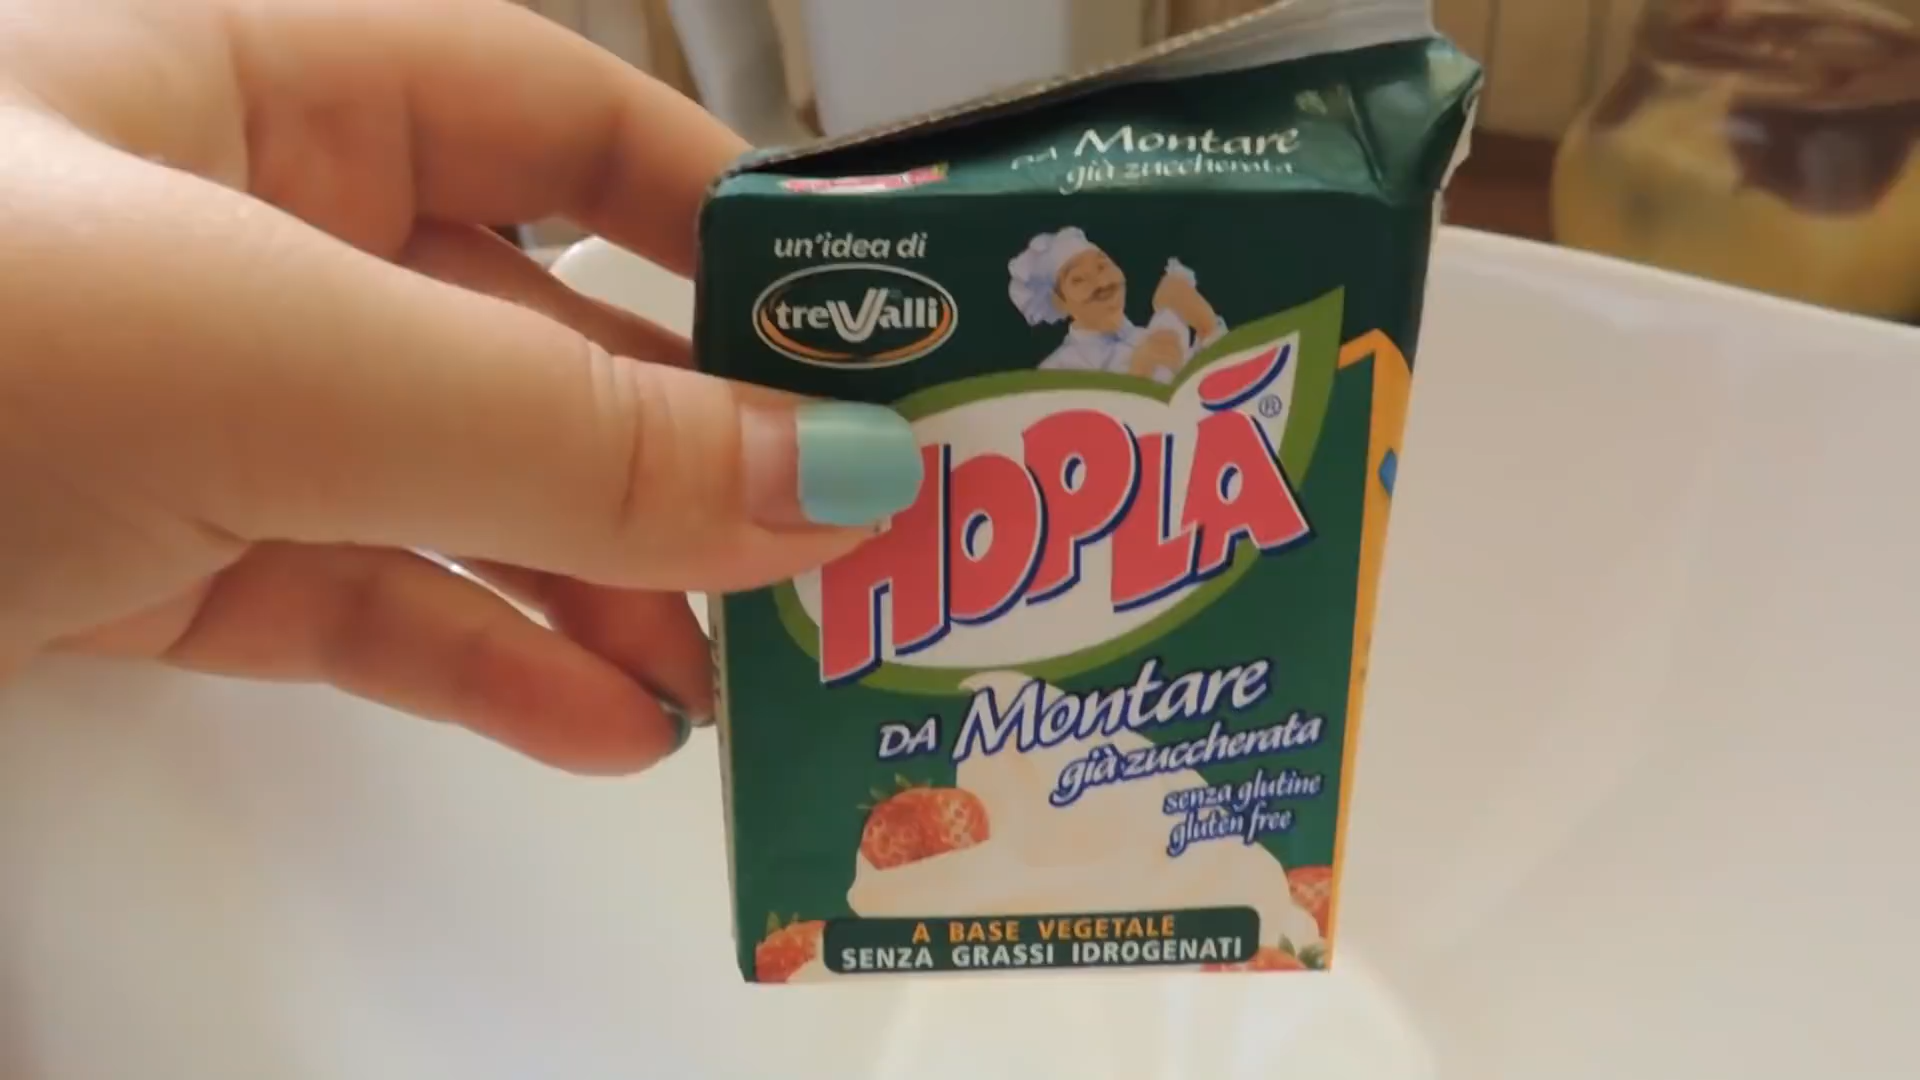 DA Montare
già zuccherata
un'idea di
treValli
HOPLÁ®
DA Montare
già zuccherata
senza glutine
gluten free
A BASE VEGETALE
SENZA GRASSI IDROGENATI